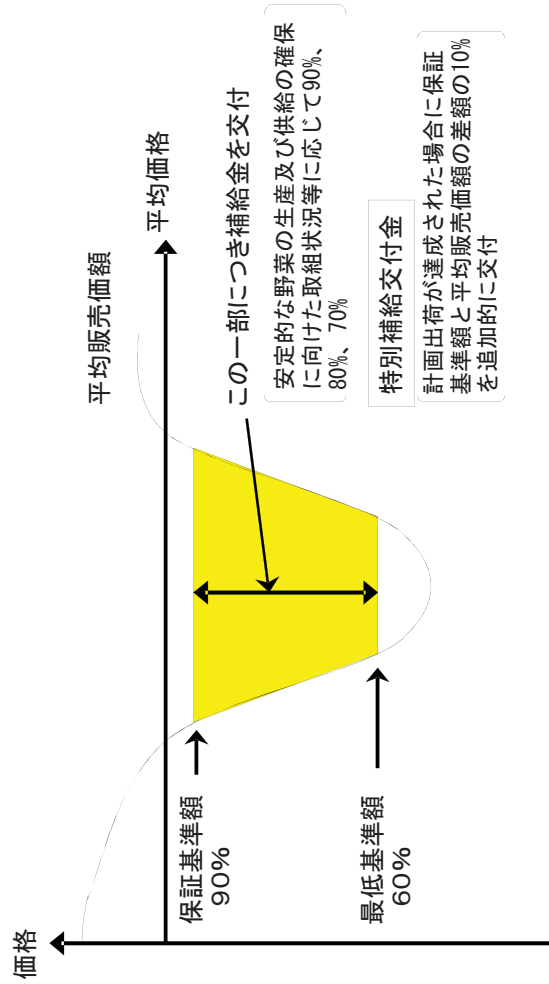 価格
平均販売価額
平均価格
保証基準額
90%
この一部につき補給金を交付
安定的な野菜の生産及び供給の確保
に向けた取組状況等に応じて90%、
80%、70%
最低基準額
60%
特別補給交付金
計画出荷が達成された場合に保証
基準額と平均販売価額の差額の10%
を追加的に交付